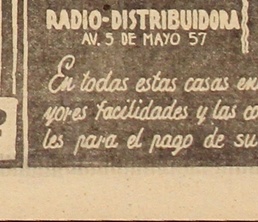 RADIO-DISTRIBUIDORA
AV. 5 DE MAYO 57
En todas estas casas en
yores facilidades y las co
les para el pago de su